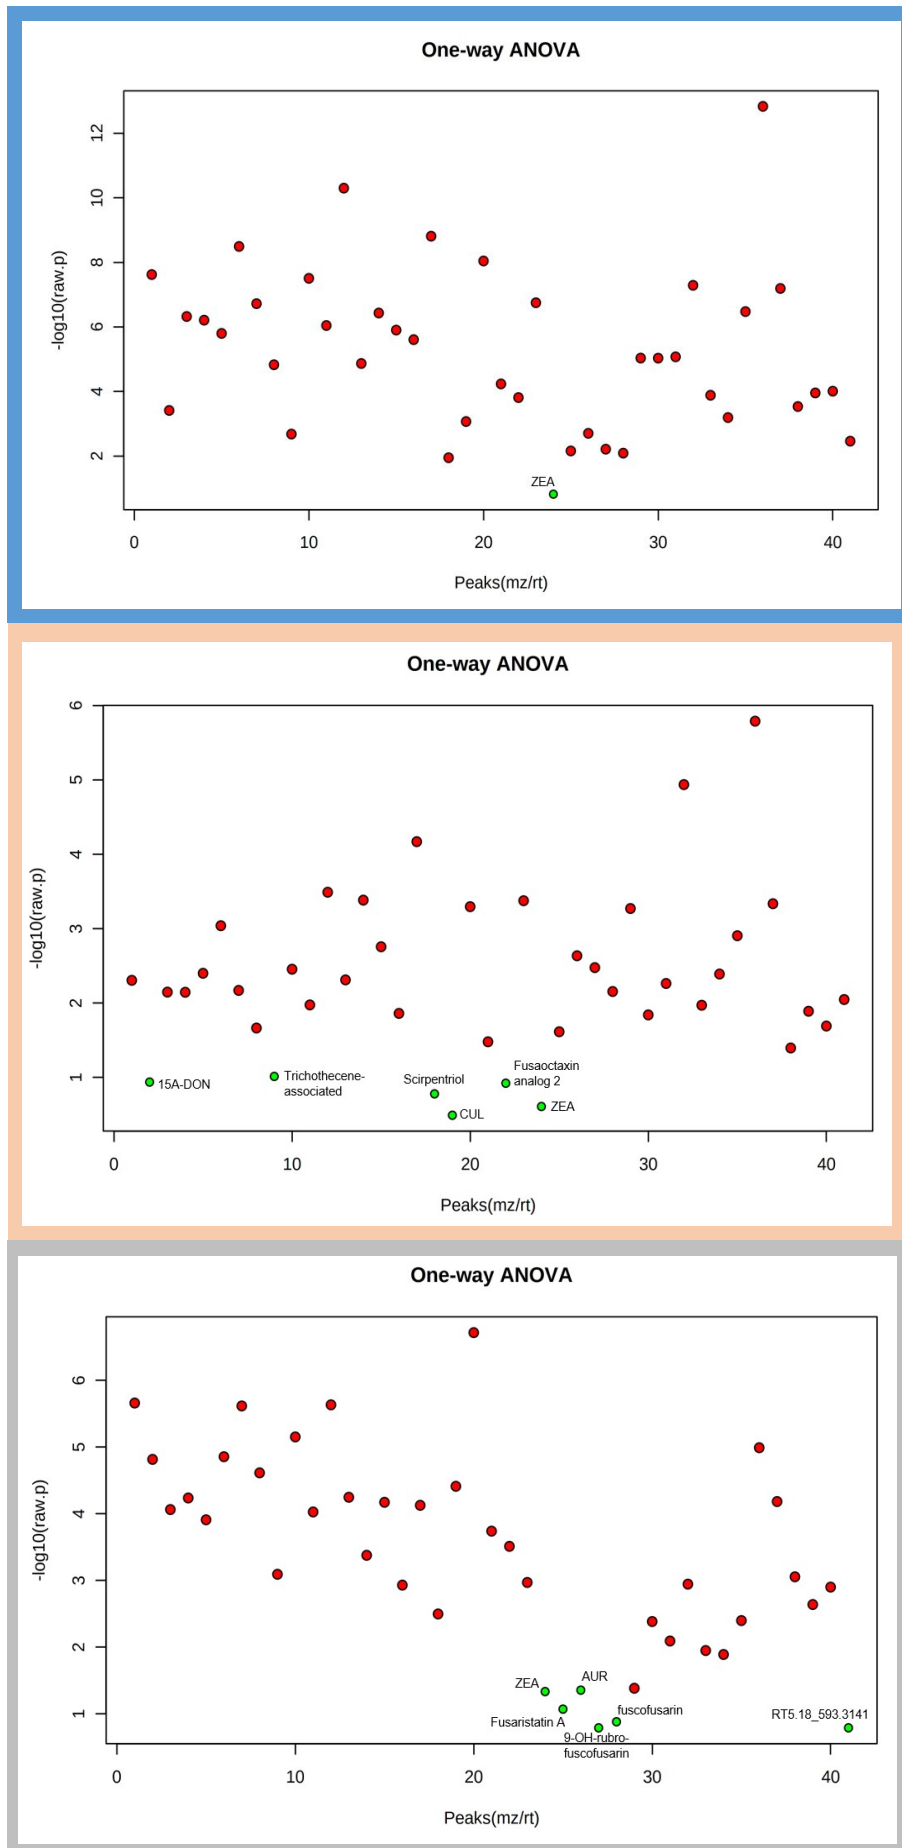 One-way ANOVA
-log10(raw.p)
12
10
8
6
4
2
ZEA
0 10 20 30 40
Peaks(mz/rt)
One-way ANOVA
-log10(raw.p)
6
5
4
3
2
1
15A-DON
Trichothecene-
associated
Scirpentriol
CUL
Fusaoctaxin
analog 2
ZEA
0 10 20 30 40
Peaks(mz/rt)
One-way ANOVA
-log10(raw.p)
6
5
4
3
2
1
ZEA
AUR
Fusaristatin A
fuscofusarin
9-OH-rubro-
fuscofusarin
RT5.18_593.3141
0 10 20 30 40
Peaks(mz/rt)